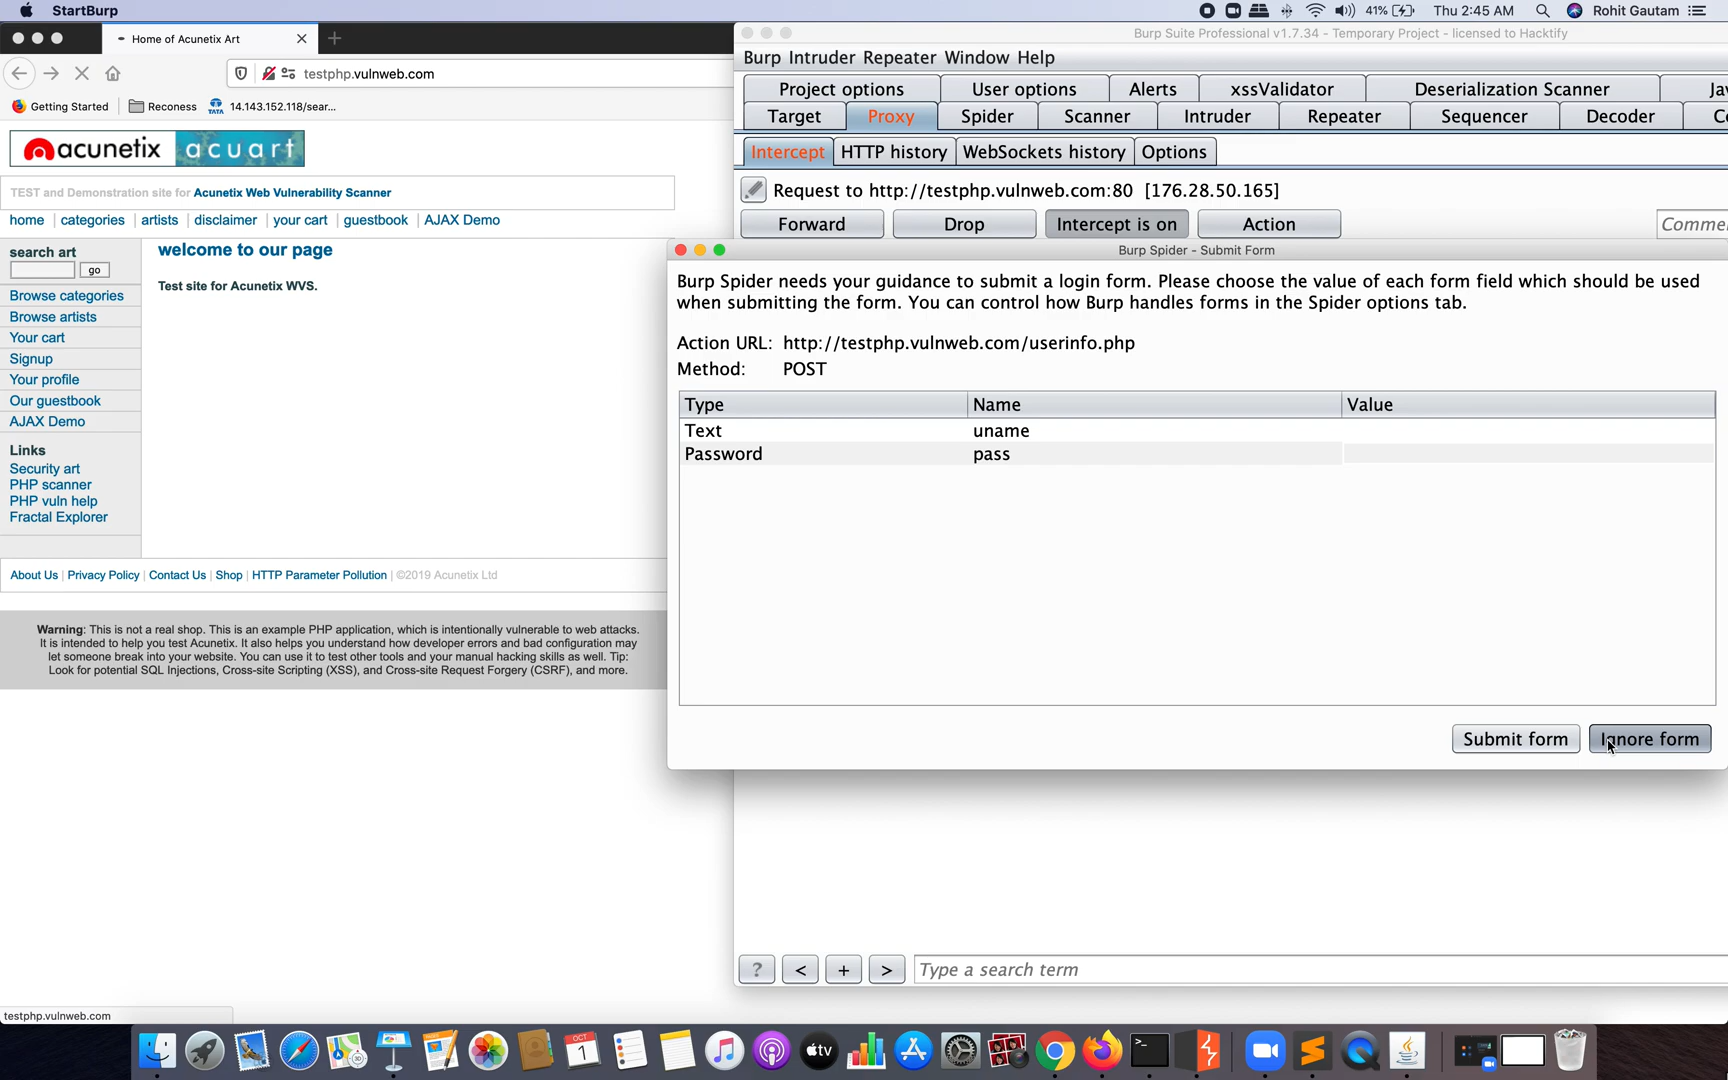 StartBurp
41%
Thu 2:45 AM
Rohit Gautam
Home of Acunetix Art
testphp.vulnweb.com
Getting Started
Reconess
TATA
14.143.152.118/sear...
acunetix
acuart
TEST and Demonstration site for Acunetix Web Vulnerability Scanner
home | categories | artists | disclaimer | your cart | guestbook | AJAX Demo
search art
go
Browse categories
Browse artists
Your cart
Signup
Your profile
Our guestbook
AJAX Demo
Links
Security art
PHP scanner
PHP vuln help
Fractal Explorer
welcome to our page
Test site for Acunetix WVS.
About Us | Privacy Policy | Contact Us | Shop | HTTP Parameter Pollution | ©2019 Acunetix Ltd
Warning: This is not a real shop. This is an example PHP application, which is intentionally vulnerable to web attacks.
It is intended to help you test Acunetix. It also helps you understand how developer errors and bad configuration may
let someone break into your website. You can use it to test other tools and your manual hacking skills as well. Tip:
Look for potential SQL Injections, Cross-site Scripting (XSS), and Cross-site Request Forgery (CSRF), and more.
testphp.vulnweb.com
Burp Suite Professional v1.7.34 - Temporary Project - licensed to Hacktify
Burp Intruder Repeater Window Help
Project options
User options
Alerts
xssValidator
Deserialization Scanner
Ja
Target
Proxy
Spider
Scanner
Intruder
Repeater
Sequencer
Decoder
C
Intercept
HTTP history
WebSockets history
Options
Request to http://testphp.vulnweb.com:80 [176.28.50.165]
Forward
Drop
Intercept is on
Action
Comme
Burp Spider - Submit Form
Burp Spider needs your guidance to submit a login form. Please choose the value of each form field which should be used
when submitting the form. You can control how Burp handles forms in the Spider options tab.
Action URL: http://testphp.vulnweb.com/userinfo.php
Method: POST
Type Name Value
Text uname
Password pass
Submit form
Ignore form
? < + >
Type a search term
OCT
1
tv
>_